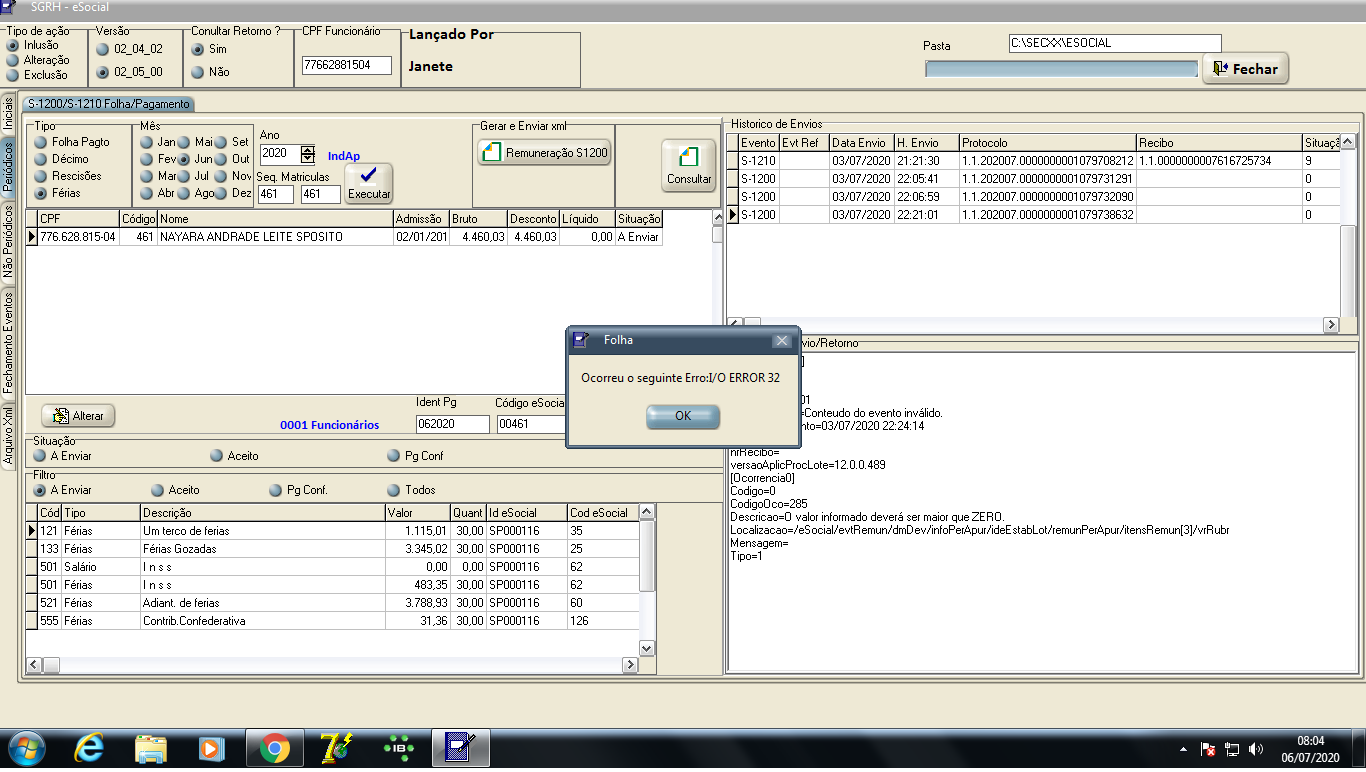 SGRH - eSocial
Tipo de ação
Inlusão
Alteração
Exclusão
Versão
02_04_02
02_05_00
Conultar Retorno ?
Sim
Não
CPF Funcionário
77662881504
Lançado Por
Janete
Pasta
C:\SECXX\ESOCIAL
Fechar
Iniciais
Periódicos
Não Periódicos
Fechamento Eventos
Arquivo Xml
S-1200/S-1210 Folha/Pagamento
Tipo
Folha Pagto
Décimo
Rescisões
Férias
Mês
Jan Mai Set
Fev Jun Out
Mar Jul Nov
Abr Ago Dez
Ano
2020
IndAp
Seq. Matriculas
461 461
Executar
Gerar e Enviar xml
Remuneração S1200
Consultar
CPF Código Nome Admissão Bruto Desconto Líquido Situação
776.628.815-04 461 NAYARA ANDRADE LEITE SPOSITO 02/01/201 4.460,03 4.460,03 0,00 A Enviar
Historico de Envios
Evento Evt Ref Data Envio H. Envio Protocolo Recibo Situaçã
S-1210 03/07/2020 21:21:30 1.1.202007.0000000001079708212 1.1.0000000007616725734 9
S-1200 03/07/2020 22:05:41 1.1.202007.0000000001079731291 0
S-1200 03/07/2020 22:06:59 1.1.202007.0000000001079732090 0
S-1200 03/07/2020 22:21:01 1.1.202007.0000000001079738632 0
Folha
Ocorreu o seguinte Erro:I/O ERROR 32
OK
Alterar
0001 Funcionários
Ident Pg
062020
Código eSocia
00461
Situação
A Enviar Aceito Pg Conf
Filtro
A Enviar Aceito Pg Conf. Todos
Cód Tipo Descrição Valor Quant Id eSocial Cod eSocial
121 Férias Um terco de ferias 1.115,01 30,00 SP000116 35
133 Férias Férias Gozadas 3.345,02 30,00 SP000116 25
501 Salário I n s s 0,00 0,00 SP000116 62
501 Férias I n s s 483,35 30,00 SP000116 62
521 Férias Adiant. de ferias 3.788,93 30,00 SP000116 60
555 Férias Contrib.Confederativa 31,36 30,00 SP000116 126
vio/Retorno
]
01
=Conteudo do evento inválido.
nto=03/07/2020 22:24:14
nrRecibo=
versaoAplicProcLote=12.0.0.489
[Ocorrencia0]
Codigo=0
CodigoOco=285
Descricao=O valor informado deverá ser maior que ZERO.
Localizacao=/eSocial/evtRemun/dmDev/infoPerApur/ideEstabLot/remunPerApur/itensRemun[3]/vrRubr
Mensagem=
Tipo=1
IB
08:04
06/07/2020